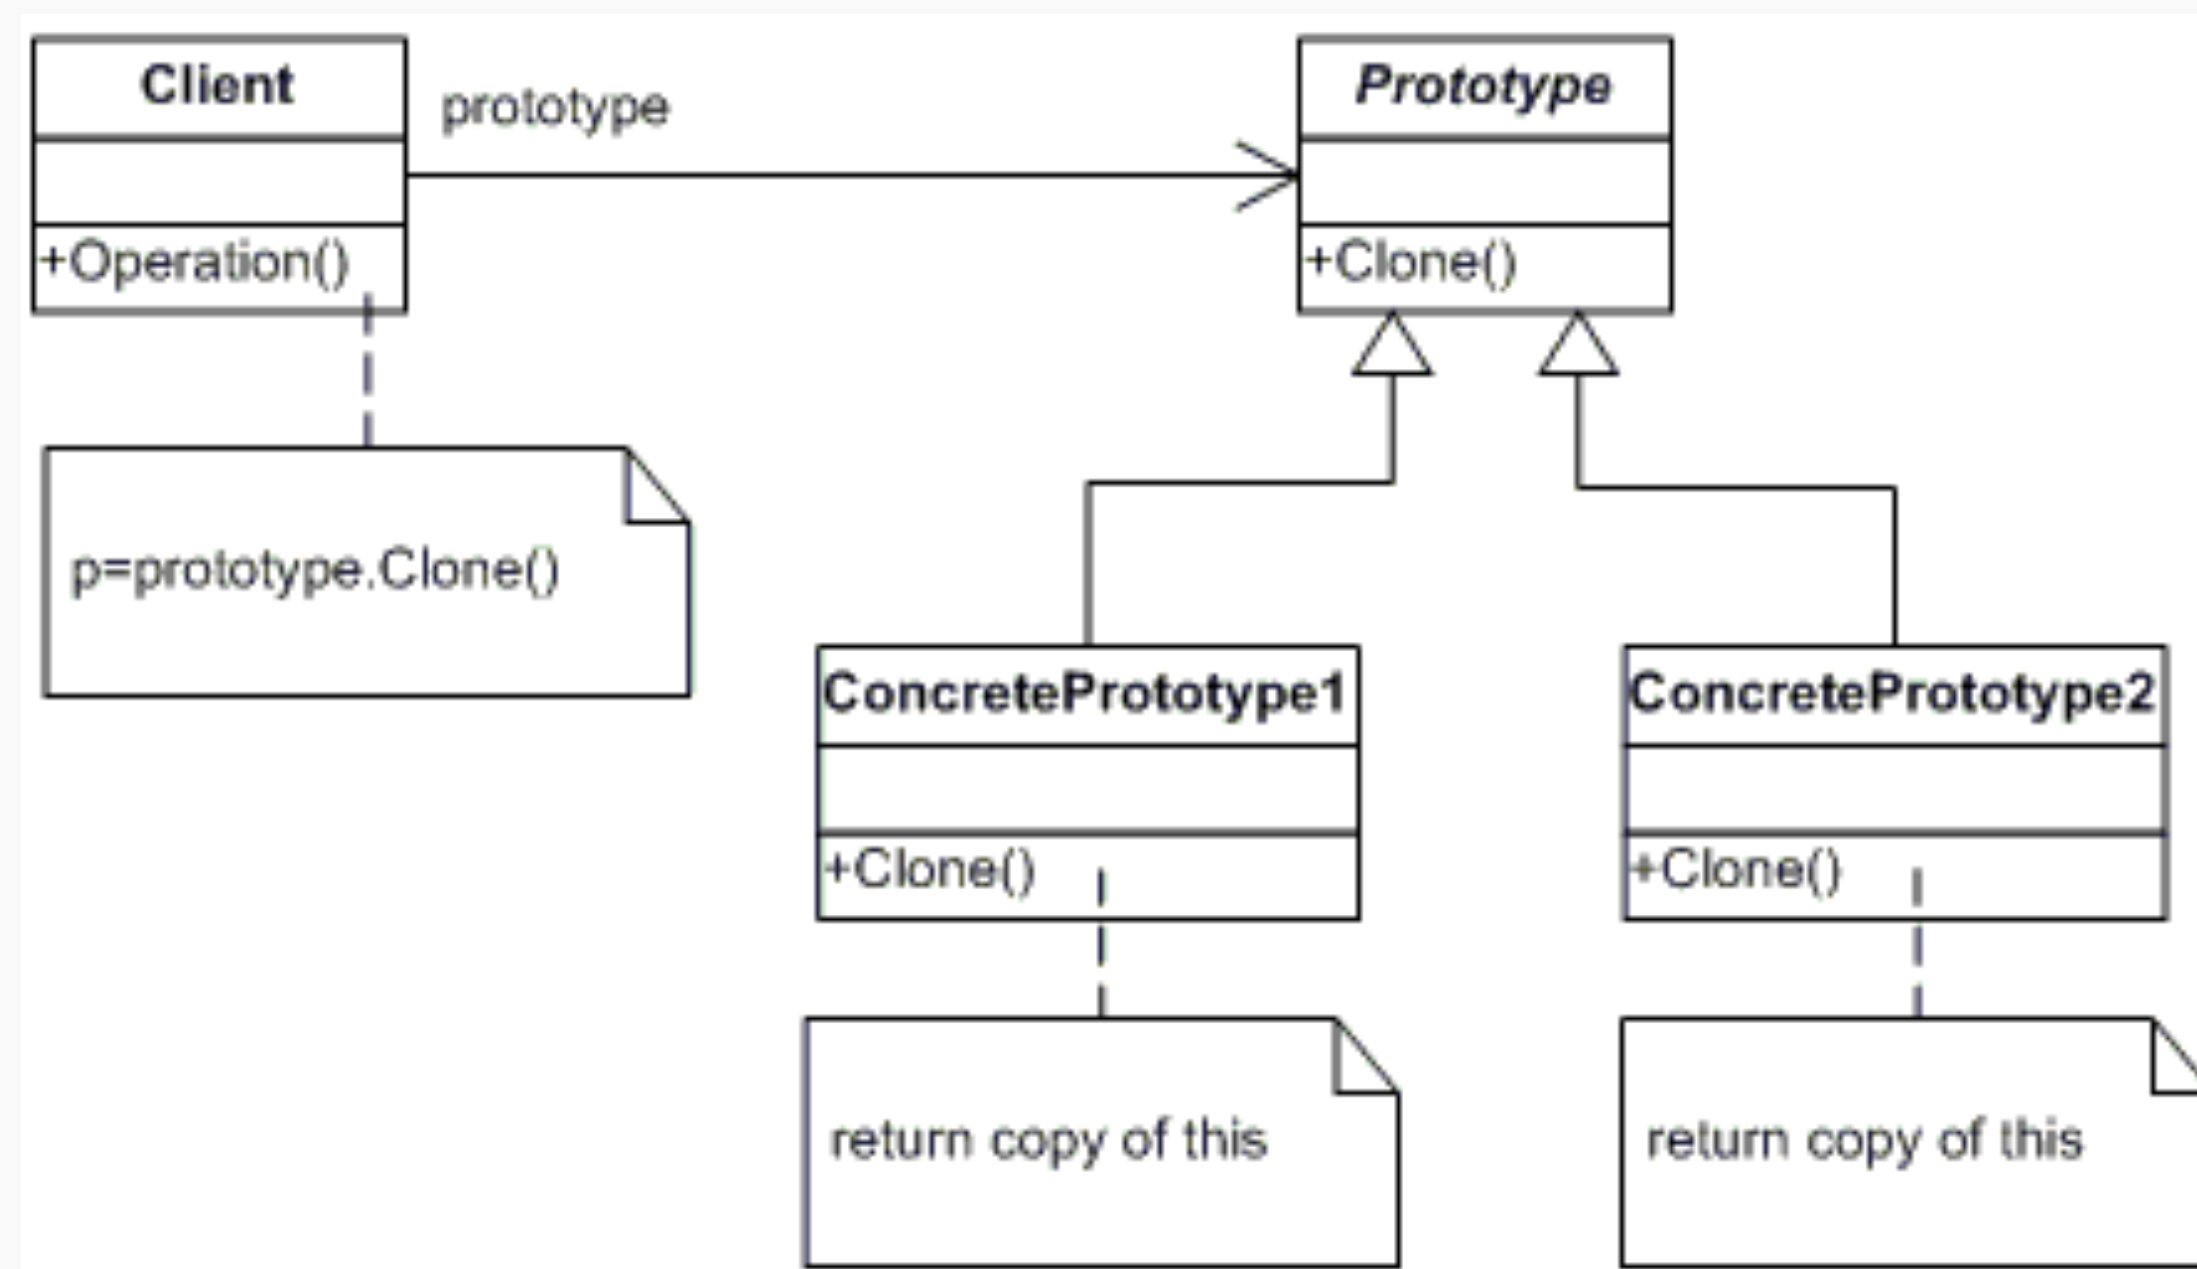 Client
prototype
Prototype
+Operation()
+Clone()
p=prototype.Clone()
ConcretePrototype1
ConcretePrototype2
+Clone()
+Clone()
return copy of this
return copy of this